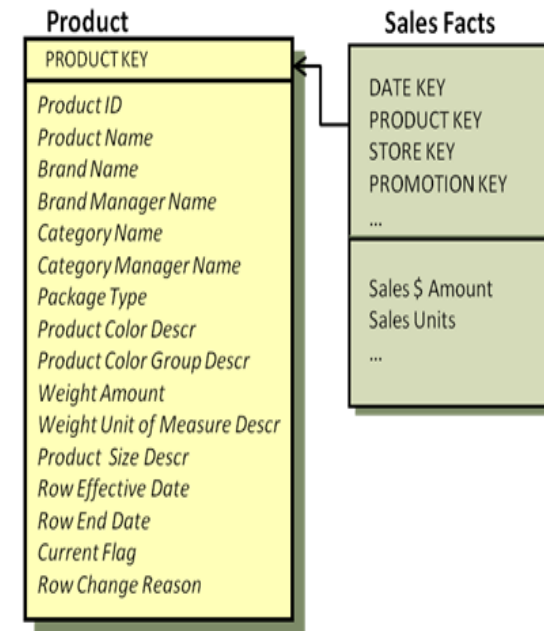 Product
PRODUCT KEY
Product ID
Product Name
Brand Name
Brand Manager Name
Category Name
Category Manager Name
Package Type
Product Color Descr
Product Color Group Descr
Weight Amount
Weight Unit of Measure Descr
Product Size Descr
Row Effective Date
Row End Date
Current Flag
Row Change Reason
Sales Facts
DATE KEY
PRODUCT KEY
STORE KEY
PROMOTION KEY
...
Sales $ Amount
Sales Units
...